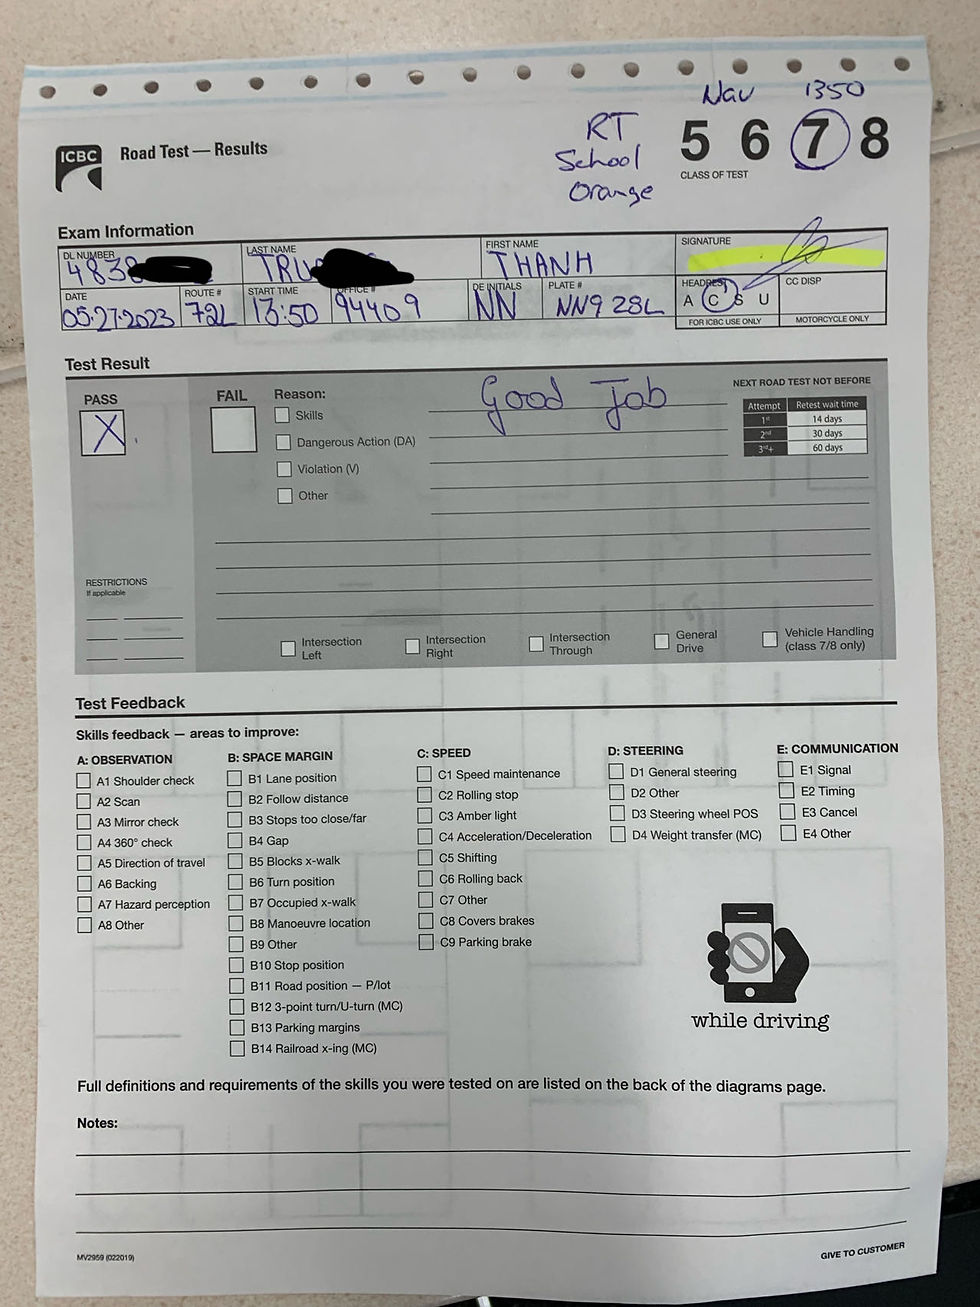 Nav 1350
RT
School
Orange
5 6 7 8
CLASS OF TEST
ICBC
Road Test — Results
Exam Information
DL NUMBER LAST NAME FIRST NAME SIGNATURE
4838 TRU THANH
DATE ROUTE # START TIME OFFICE # DE INITIALS PLATE # HEADREST CC DISP
05-27-2023 72L 13:50 94409 NN NN9 28L A C S U
FOR ICBC USE ONLY MOTORCYCLE ONLY
Test Result
PASS FAIL Reason: Good Job NEXT ROAD TEST NOT BEFORE
X Skills
Dangerous Action (DA)
Violation (V)
Other
Attempt Retest wait time
1st 14 days
2nd 30 days
3rd+ 60 days
RESTRICTIONS
If applicable
Intersection Left
Intersection Right
Intersection Through
General Drive
Vehicle Handling (class 7/8 only)
Test Feedback
Skills feedback — areas to improve:
A: OBSERVATION
A1 Shoulder check
A2 Scan
A3 Mirror check
A4 360° check
A5 Direction of travel
A6 Backing
A7 Hazard perception
A8 Other
B: SPACE MARGIN
B1 Lane position
B2 Follow distance
B3 Stops too close/far
B4 Gap
B5 Blocks x-walk
B6 Turn position
B7 Occupied x-walk
B8 Manoeuvre location
B9 Other
B10 Stop position
B11 Road position — P/lot
B12 3-point turn/U-turn (MC)
B13 Parking margins
B14 Railroad x-ing (MC)
C: SPEED
C1 Speed maintenance
C2 Rolling stop
C3 Amber light
C4 Acceleration/Deceleration
C5 Shifting
C6 Rolling back
C7 Other
C8 Covers brakes
C9 Parking brake
D: STEERING
D1 General steering
D2 Other
D3 Steering wheel POS
D4 Weight transfer (MC)
E: COMMUNICATION
E1 Signal
E2 Timing
E3 Cancel
E4 Other
while driving
Full definitions and requirements of the skills you were tested on are listed on the back of the diagrams page.
Notes:
MV2959 (022019) GIVE TO CUSTOMER